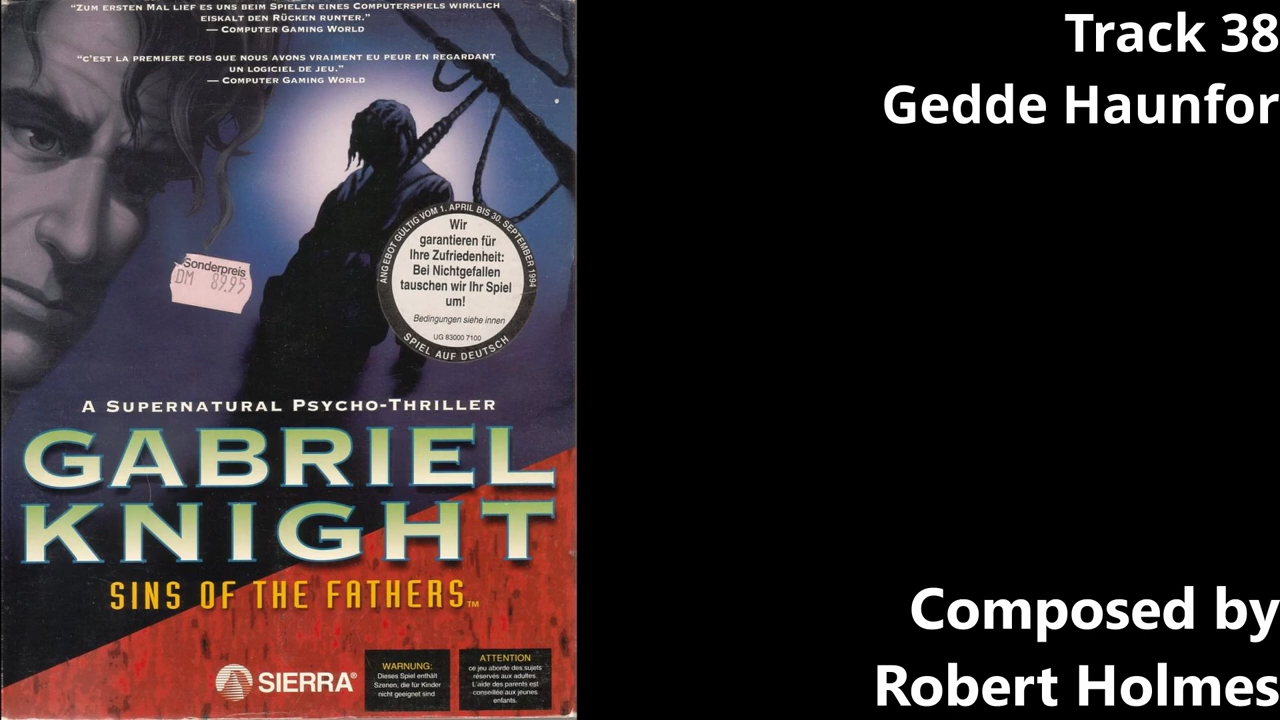 “Zum ersten Mal lief es uns beim Spielen eines Computerspiels wirklich
eiskalt den Rücken runter.”
— Computer Gaming World
“c'est la premiere fois que nous avons vraiment eu peur en regardant
un logiciel de jeu.”
— Computer Gaming World
ANGEBOT GÜLTIG VOM 1. APRIL BIS 30. SEPTEMBER 1994
Wir
garantieren für
Ihre Zufriedenheit:
Bei Nichtgefallen
tauschen wir Ihr Spiel
um!
Bedingungen siehe innen
UG 83000 7100
SPIEL AUF DEUTSCH
Sonderpreis
DM 89.95
A Supernatural Psycho-Thriller
GABRIEL
KNIGHT
SINS OF THE FATHERS™
SIERRA®
WARNUNG:
Dieses Spiel enthält
Szenen, die für Kinder
nicht geeignet sind
ATTENTION
ce jeu aborde des sujets
réservés aux adultes.
L'aide des parents est
conseillée aux jeunes
enfants.
Track 38
Gedde Haunfor
Composed by
Robert Holmes